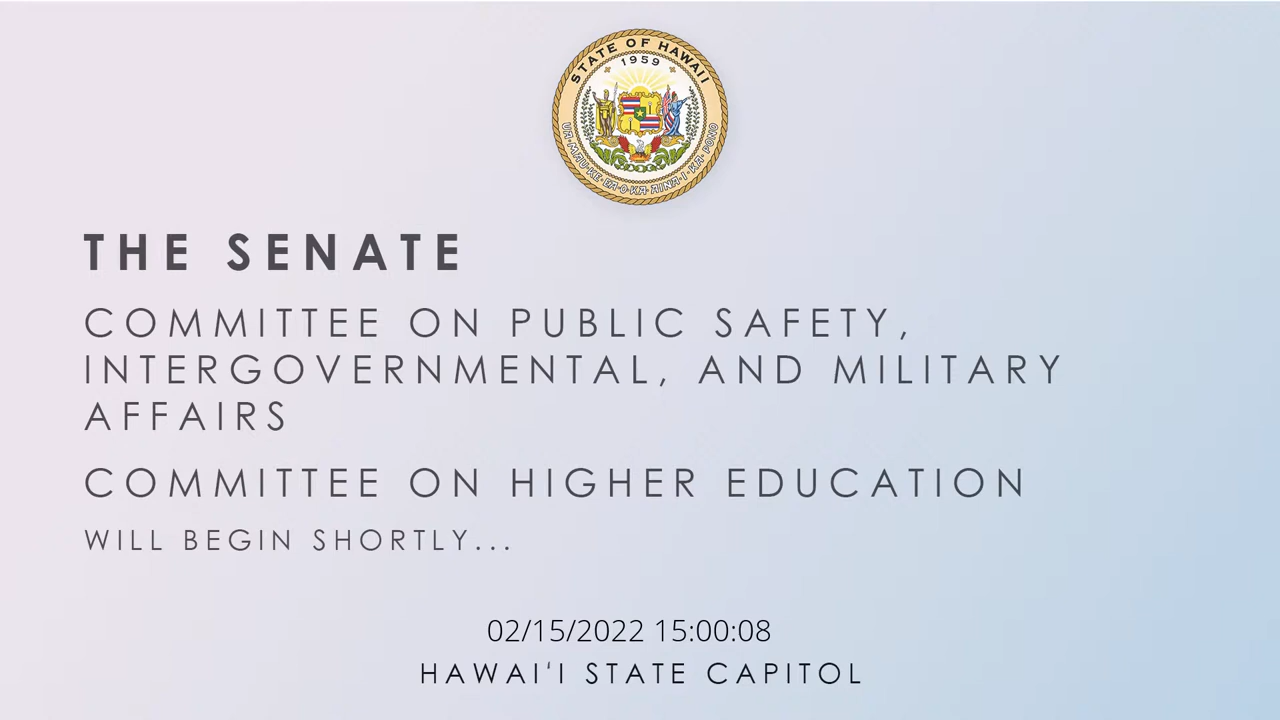 STATE OF HAWAII
1959
UA MAU KE EA O KA AINA I KA PONO
THE SENATE
COMMITTEE ON PUBLIC SAFETY,
INTERGOVERNMENTAL, AND MILITARY
AFFAIRS
COMMITTEE ON HIGHER EDUCATION
WILL BEGIN SHORTLY...
02/15/2022 15:00:08
HAWAIʻI STATE CAPITOL